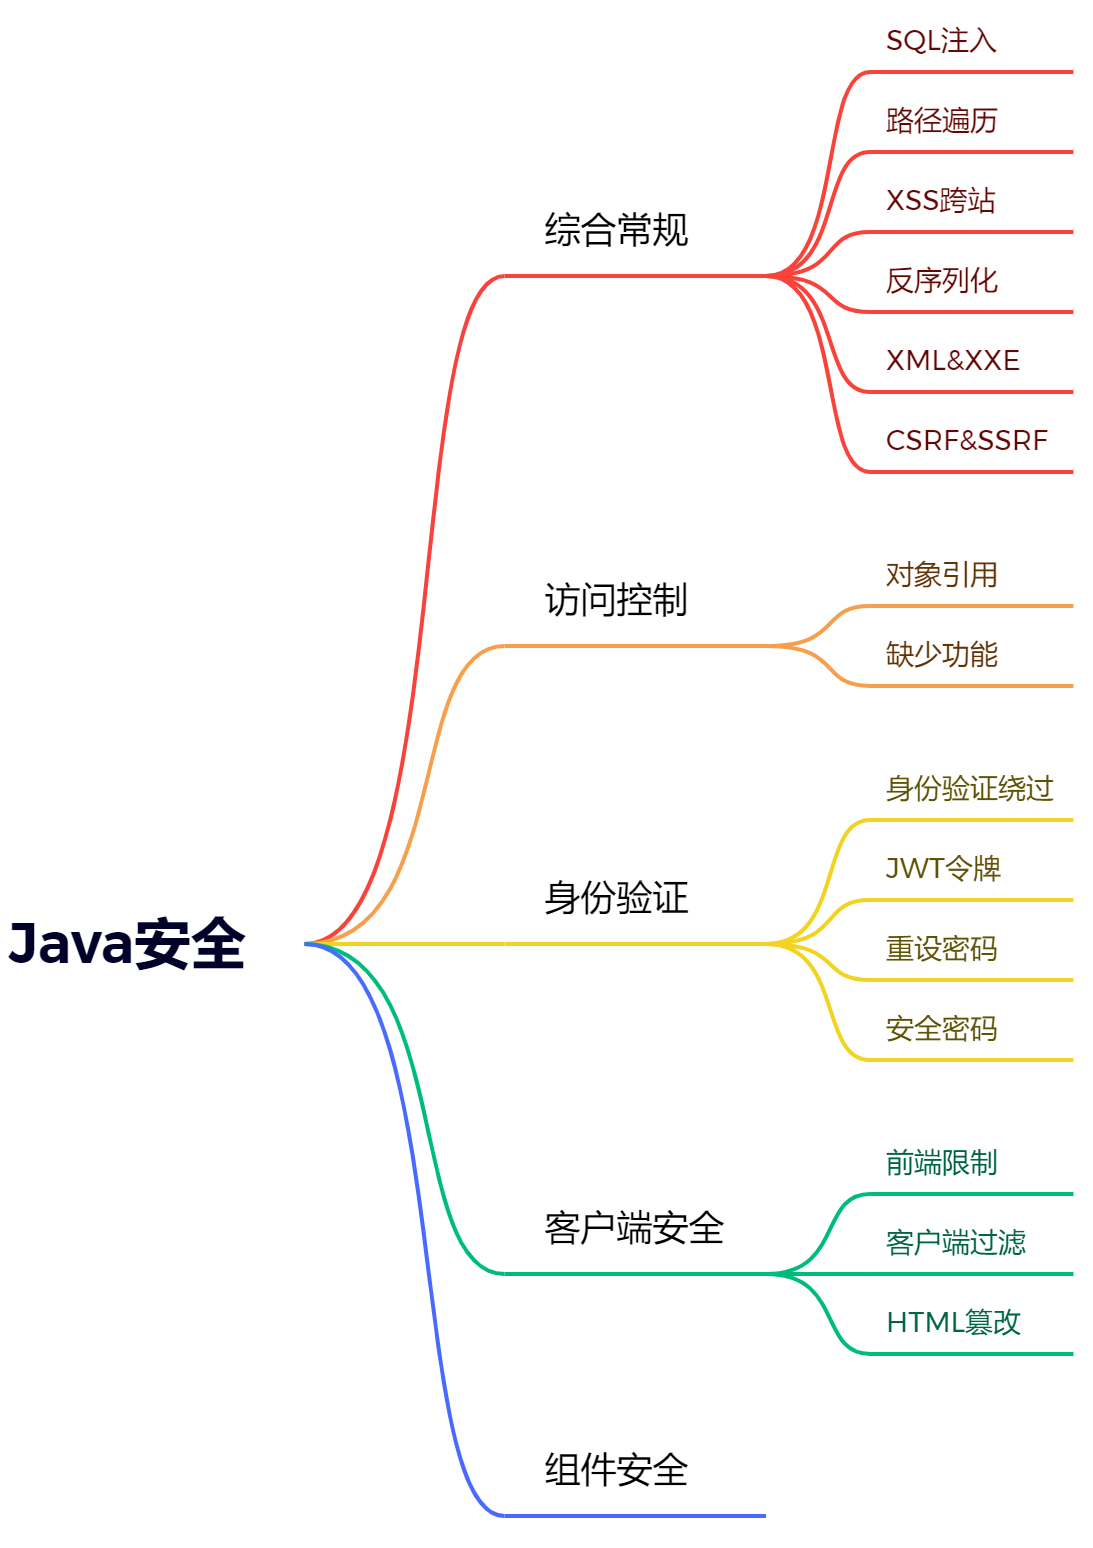 Java安全
综合常规
SQL注入
路径遍历
XSS跨站
反序列化
XML&XXE
CSRF&SSRF
访问控制
对象引用
缺少功能
身份验证
身份验证绕过
JWT令牌
重设密码
安全密码
客户端安全
前端限制
客户端过滤
HTML篡改
组件安全